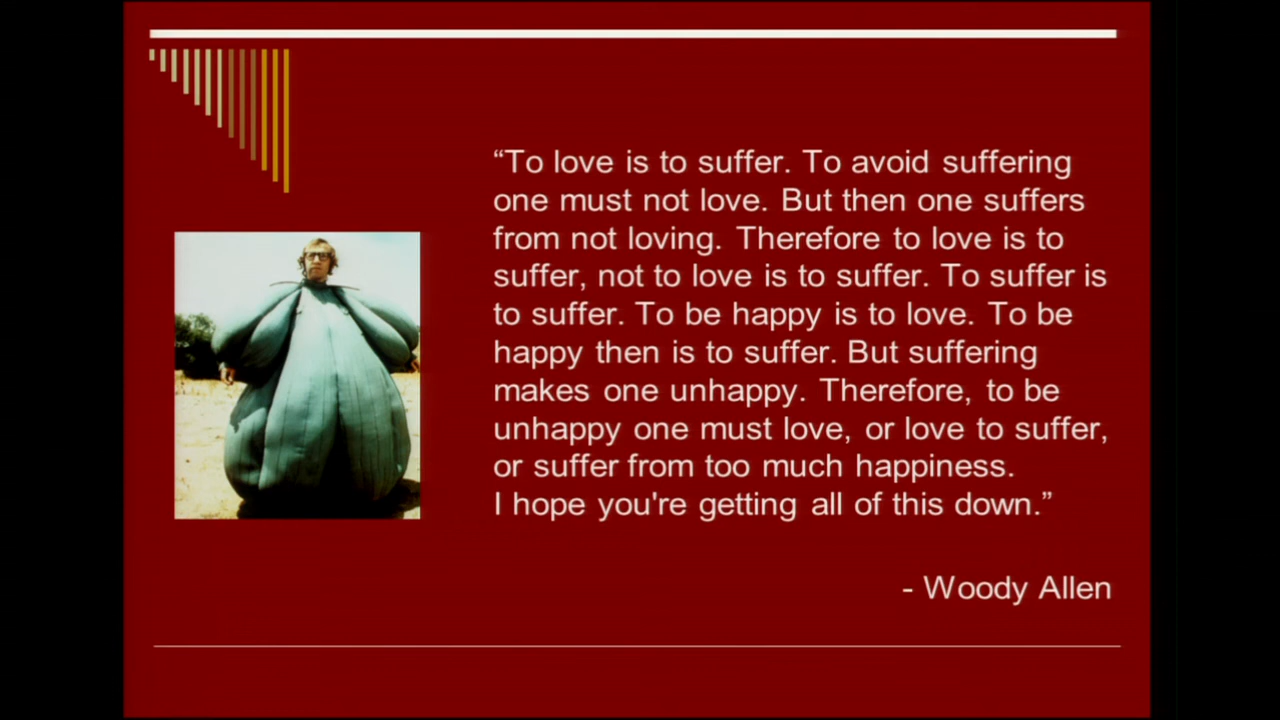 “To love is to suffer. To avoid suffering
one must not love. But then one suffers
from not loving. Therefore to love is to
suffer, not to love is to suffer. To suffer is
to suffer. To be happy is to love. To be
happy then is to suffer. But suffering
makes one unhappy. Therefore, to be
unhappy one must love, or love to suffer,
or suffer from too much happiness.
I hope you're getting all of this down.”
- Woody Allen